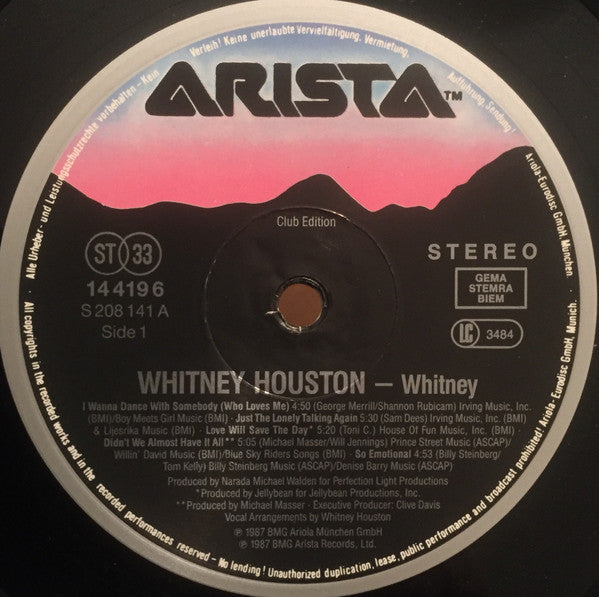 Alle Urheber- und Leistungsschutzrechte vorbehalten - Kein Verleih! Keine unerlaubte Vervielfältigung, Vermietung, Aufführung, Sendung!
ARISTA™
Club Edition
ST 33
14 419 6
S 208 141 A
Side 1
STEREO
GEMA
STEMRA
BIEM
LC 3484
WHITNEY HOUSTON – Whitney
I Wanna Dance With Somebody (Who Loves Me) 4:50 (George Merrill/Shannon Rubicam) Irving Music, Inc.
(BMI)/Boy Meets Girl Music (BMI) · Just The Lonely Talking Again 5:30 (Sam Dees) Irving Music, Inc. (BMI)
& Lijesrika Music (BMI) · Love Will Save The Day* · 5:20 (Toni C.) House Of Fun Music, Inc. (BMI) ·
Didn't We Almost Have It All** · 5:05 (Michael Masser/Will Jennings) Prince Street Music (ASCAP)/
Willin' David Music (BMI)/Blue Sky Riders Songs (BMI) · So Emotional 4:53 (Billy Steinberg/
Tom Kelly) Billy Steinberg Music (ASCAP)/Denise Barry Music (ASCAP)
Produced by Narada Michael Walden for Perfection Light Productions
*Produced by Jellybean for Jellybean Productions, Inc.
**Produced by Michael Masser · Executive Producer: Clive Davis
Vocal Arrangements by Whitney Houston
℗ 1987 BMG Ariola München GmbH
℗ 1987 BMG Arista Records, Ltd.
Ariola-Eurodisc GmbH, München
All copyrights in the recorded works and in the recorded performances reserved - No lending! Unauthorized duplication, lease, public performance and broadcast prohibited! Ariola-Eurodisc GmbH, Munich.